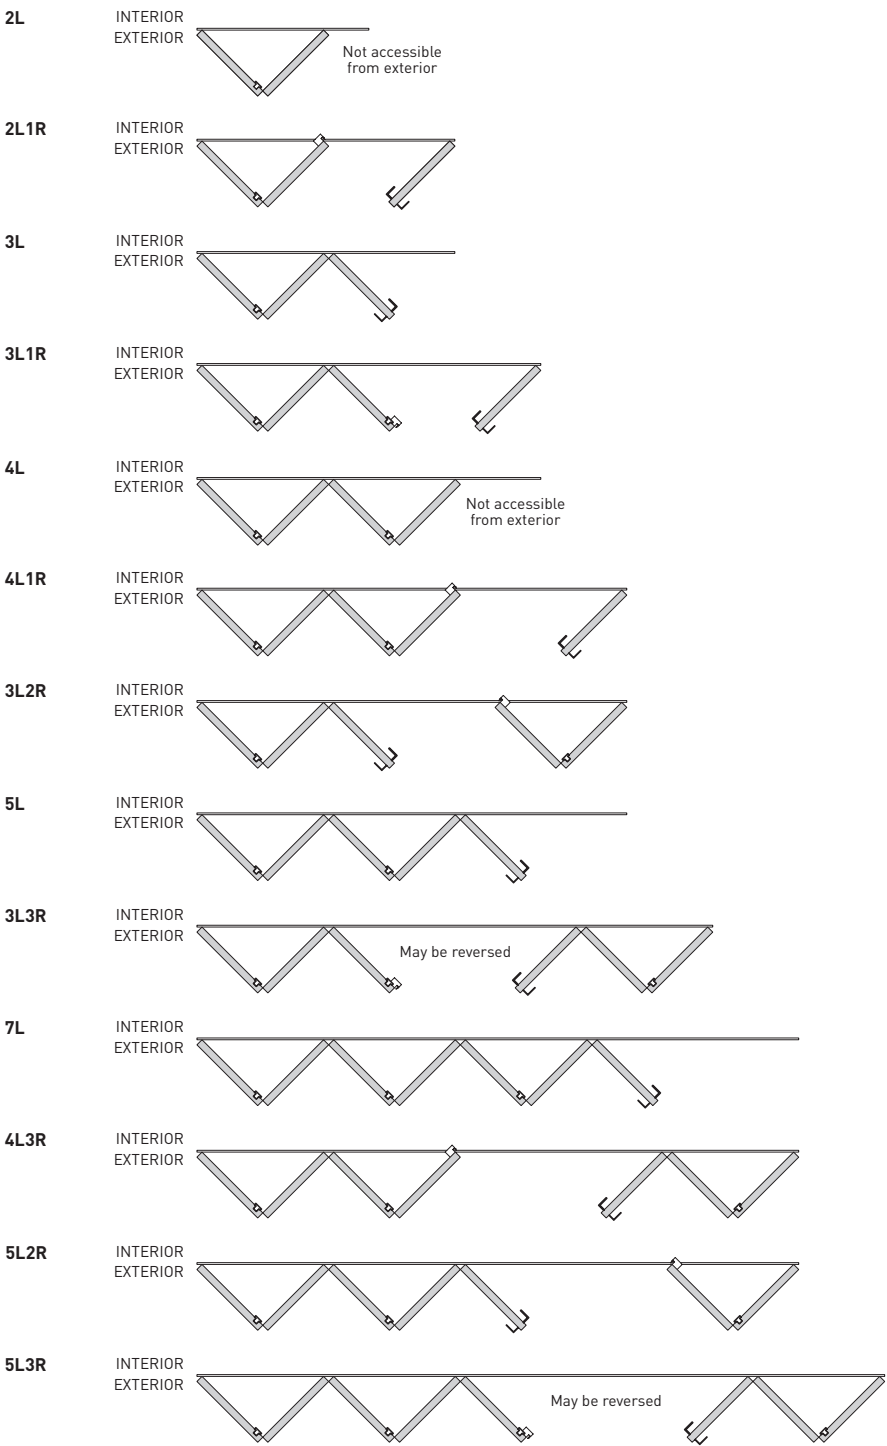 2L INTERIOR
EXTERIOR
Not accessible
from exterior
2L1R INTERIOR
EXTERIOR
3L INTERIOR
EXTERIOR
3L1R INTERIOR
EXTERIOR
4L INTERIOR
EXTERIOR
Not accessible
from exterior
4L1R INTERIOR
EXTERIOR
3L2R INTERIOR
EXTERIOR
5L INTERIOR
EXTERIOR
3L3R INTERIOR
EXTERIOR
May be reversed
7L INTERIOR
EXTERIOR
4L3R INTERIOR
EXTERIOR
5L2R INTERIOR
EXTERIOR
5L3R INTERIOR
EXTERIOR
May be reversed